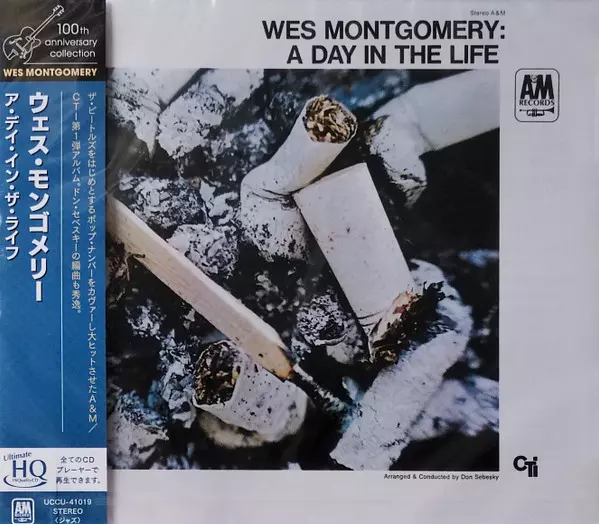 100th
anniversary
collection
WES MONTGOMERY
ウェス・モンゴメリー
ア・デイ・イン・ザ・ライフ
ザ・ビートルズをはじめとするポップ・ナンバーをカヴァーし大ヒットさせたA&M/
CTI第1弾アルバム。ドン・セベスキーの編曲も秀逸。
Ultimate
HQ
HiQualityCD
全てのCD
プレーヤーで
再生できます。
AM
RECORDS
UCCU-41019
STEREO
〈ジャズ〉
Stereo A&M
WES MONTGOMERY:
A DAY IN THE LIFE
AM
RECORDS
Arranged & Conducted by Don Sebesky
CTi